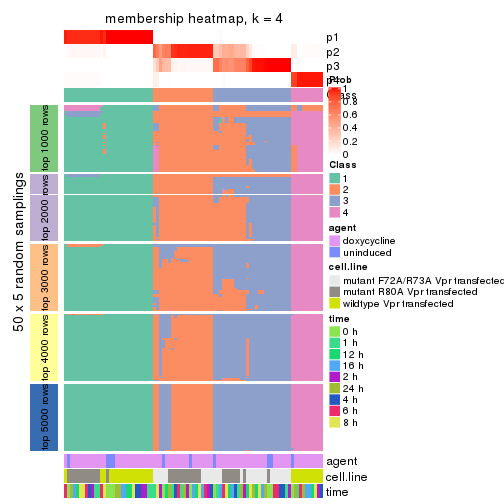 membership heatmap, k = 4
p1
p2
p3
p4
Prob
1
0.8
0.6
0.4
0.2
0
Class
50 x 5 random samplings
top 1000 rows
top 2000 rows
top 3000 rows
top 4000 rows
top 5000 rows
Class
1
2
3
4
agent
doxycycline
uninduced
cell.line
mutant F72A/R73A Vpr transfected
mutant R80A Vpr transfected
wildtype Vpr transfected
time
0 h
1 h
12 h
16 h
2 h
24 h
4 h
6 h
8 h
agent
cell.line
time